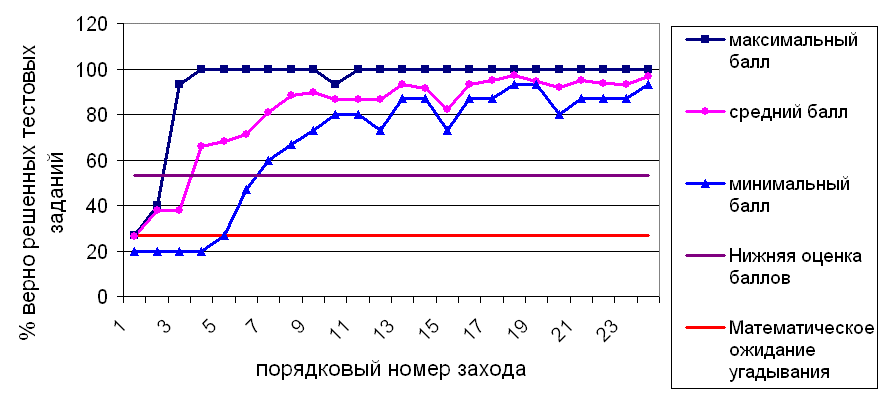 120
100
80
60
40
20
0
% верно решенных тестовых
заданий
1
3
5
7
9
11
13
15
17
19
21
23
порядковый номер захода
максимальный
балл
средний балл
минимальный
балл
Нижняя оценка
баллов
Математическое
ожидание
угадывания